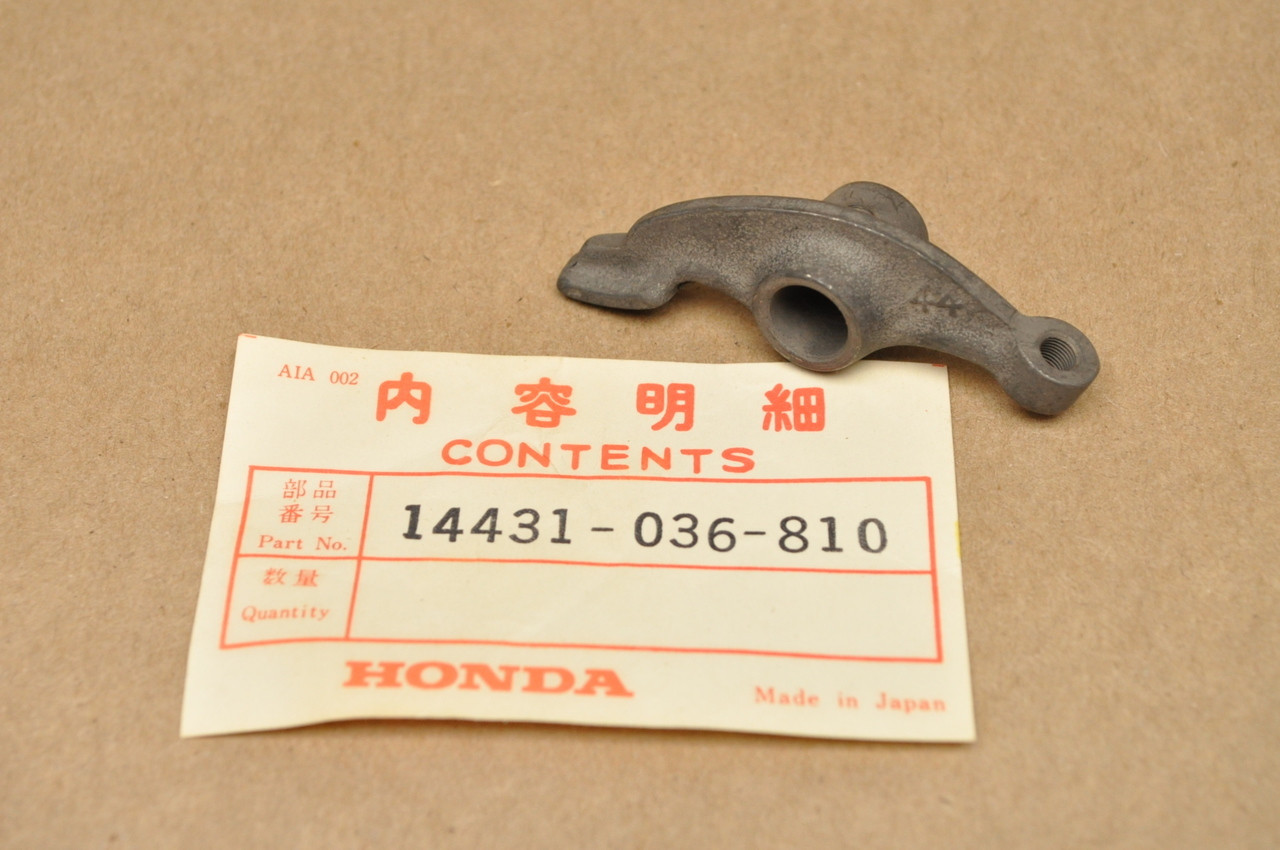 AIA 002
内容明細
CONTENTS
部品
番号
Part No.
14431-036-810
数量
Quantity
HONDA
Made in Japan